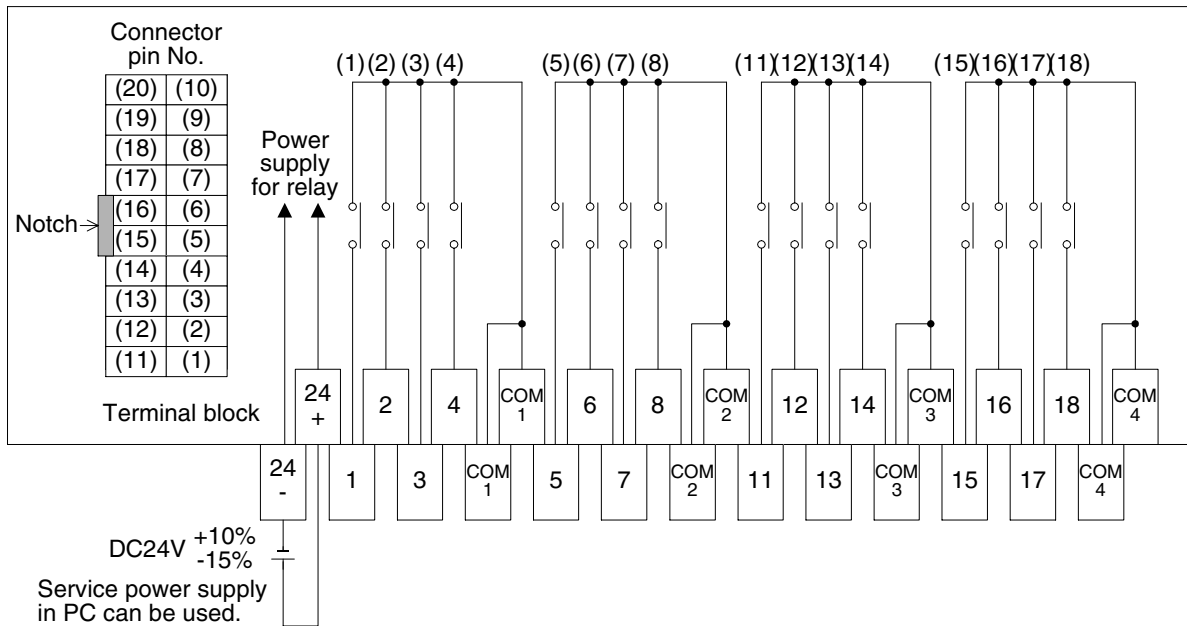 Connector
pin No.
(20) (10)
(19) (9)
(18) (8)
(17) (7)
(16) (6)
(15) (5)
(14) (4)
(13) (3)
(12) (2)
(11) (1)
Notch
Power
supply
for relay
(1) (2) (3) (4) (5) (6) (7) (8) (11) (12) (13) (14) (15) (16) (17) (18)
Terminal block
24
+
2 4 COM
1
6 8 COM
2
12 14 COM
3
16 18 COM
4
24
-
1 3 COM
1
5 7 COM
2
11 13 COM
3
15 17 COM
4
DC24V +10%
-15%
Service power supply
in PC can be used.